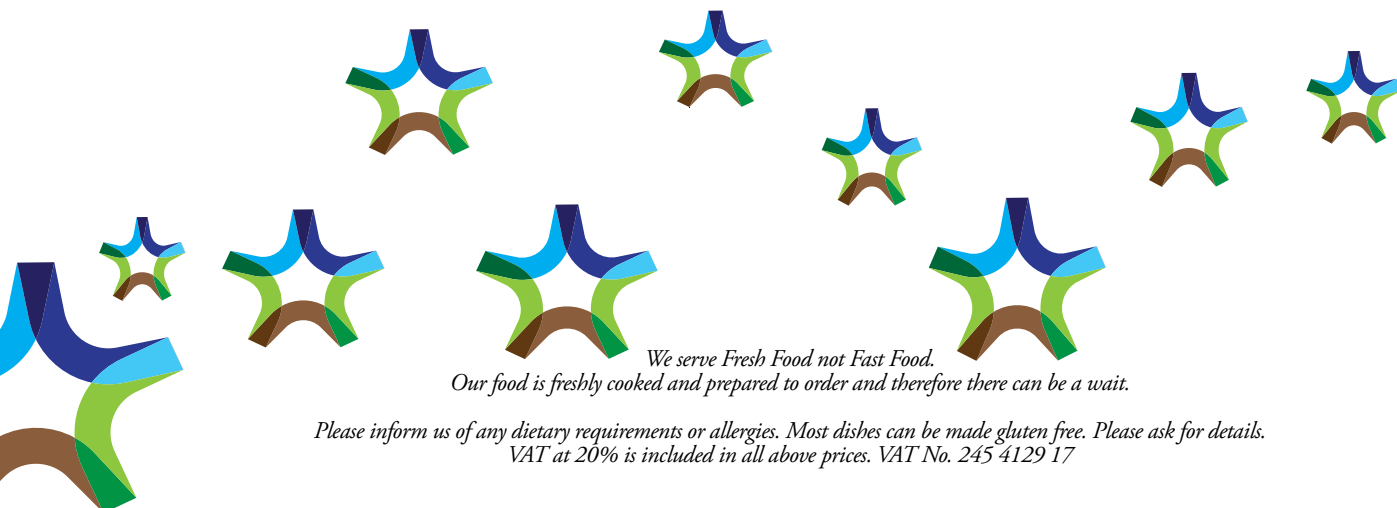 We serve Fresh Food not Fast Food.
Our food is freshly cooked and prepared to order and therefore there can be a wait.
Please inform us of any dietary requirements or allergies. Most dishes can be made gluten free. Please ask for details.
VAT at 20% is included in all above prices. VAT No. 245 4129 17